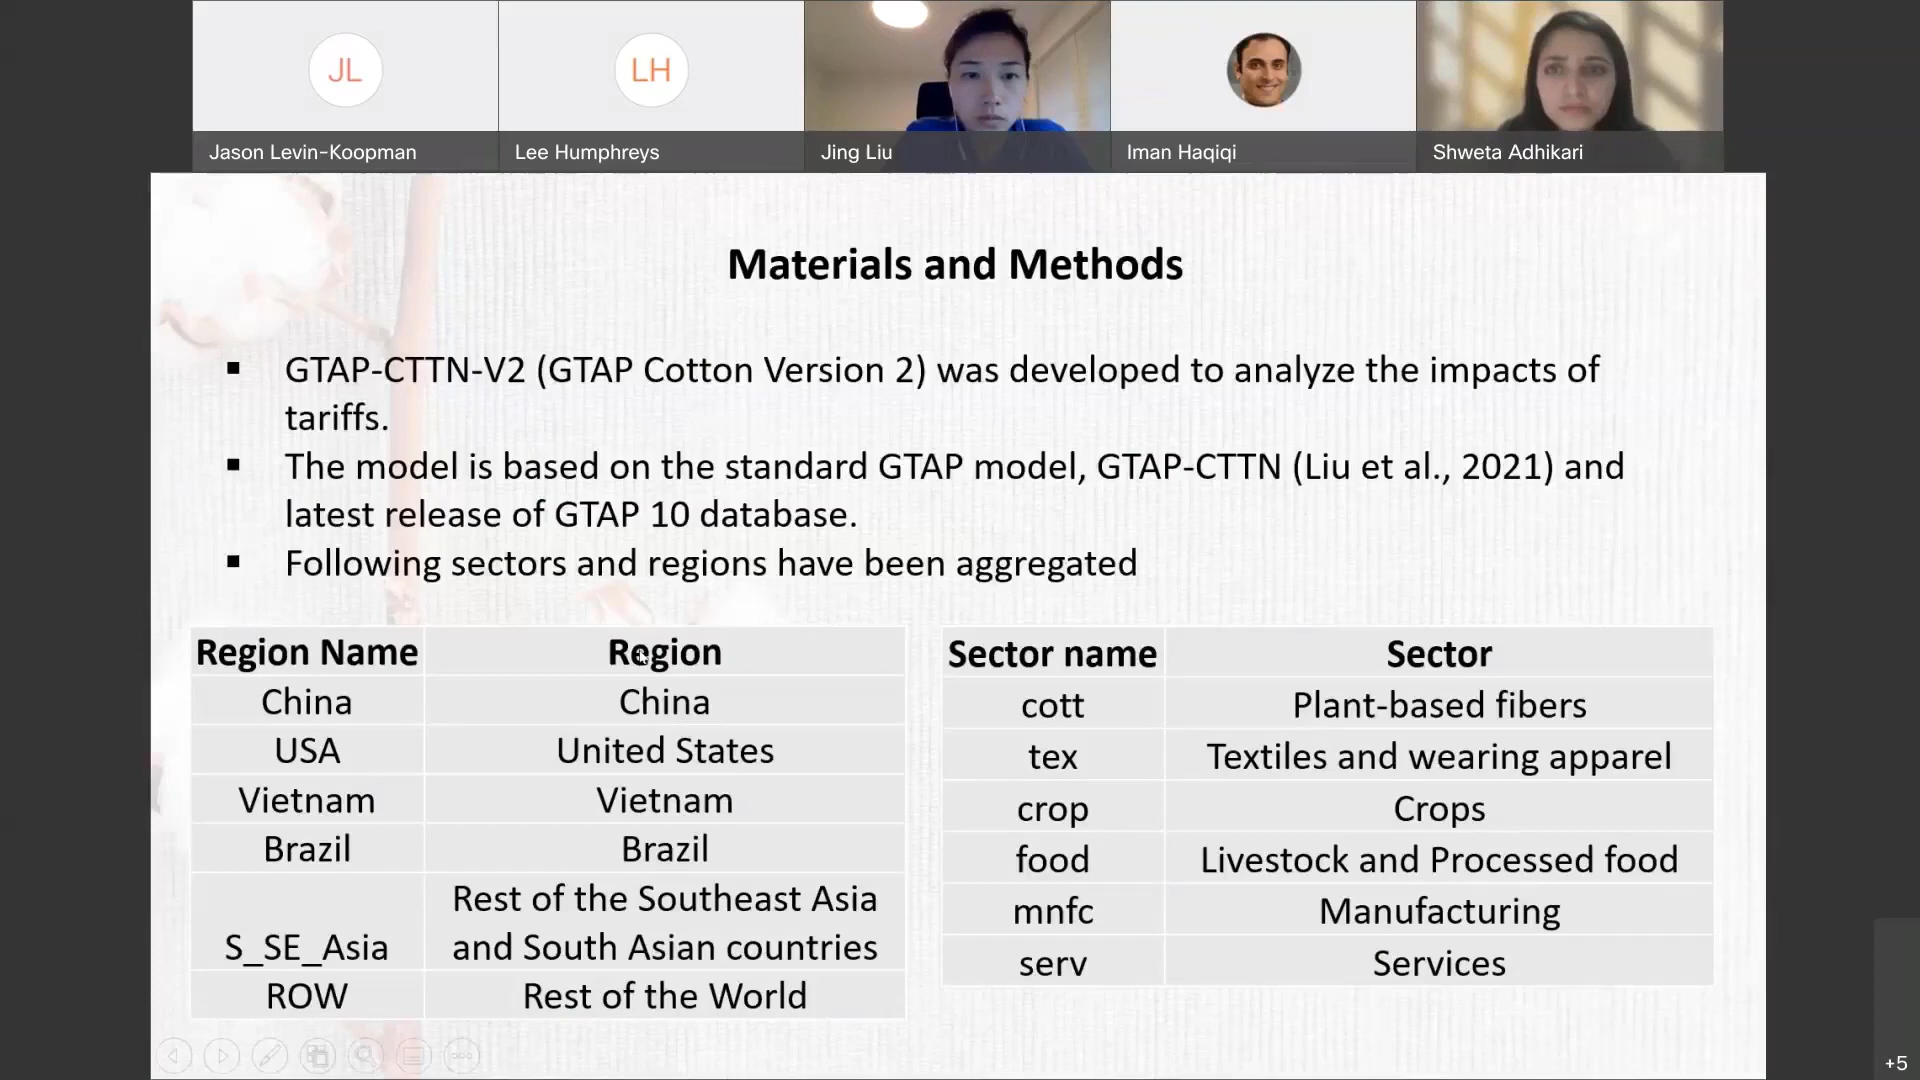 JL
LH
Jason Levin-Koopman
Lee Humphreys
Jing Liu
Iman Haqiqi
Shweta Adhikari
Materials and Methods
▪ GTAP-CTTN-V2 (GTAP Cotton Version 2) was developed to analyze the impacts of
tariffs.
▪ The model is based on the standard GTAP model, GTAP-CTTN (Liu et al., 2021) and
latest release of GTAP 10 database.
▪ Following sectors and regions have been aggregated
Region Name Region
China China
USA United States
Vietnam Vietnam
Brazil Brazil
Rest of the Southeast Asia
S_SE_Asia and South Asian countries
ROW Rest of the World
Sector name Sector
cott Plant-based fibers
tex Textiles and wearing apparel
crop Crops
food Livestock and Processed food
mnfc Manufacturing
serv Services
+5